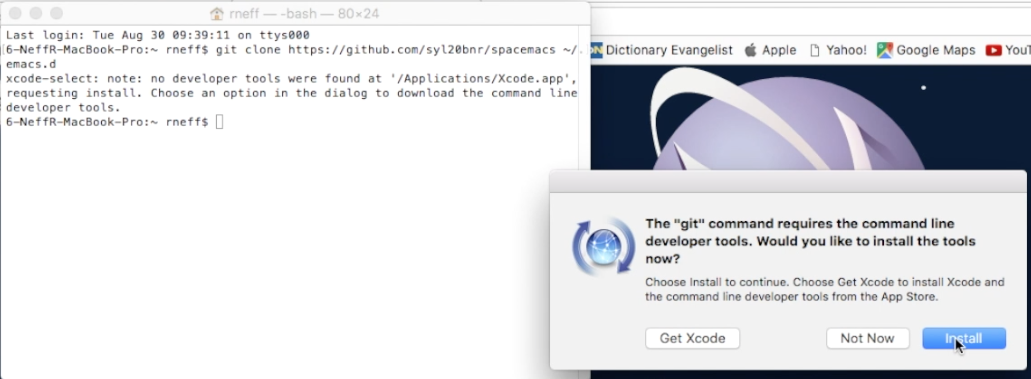 rneff — -bash — 80×24
Last login: Tue Aug 30 09:39:11 on ttys000
6-NeffR-MacBook-Pro:~ rneff$ git clone https://github.com/syl20bnr/spacemacs ~/.
emacs.d
xcode-select: note: no developer tools were found at '/Applications/Xcode.app',
requesting install. Choose an option in the dialog to download the command line
developer tools.
6-NeffR-MacBook-Pro:~ rneff$
Dictionary Evangelist Apple Yahoo! Google Maps
The "git" command requires the command line
developer tools. Would you like to install the tools
now?
Choose Install to continue. Choose Get Xcode to install Xcode and
the command line developer tools from the App Store.
Get Xcode Not Now Install